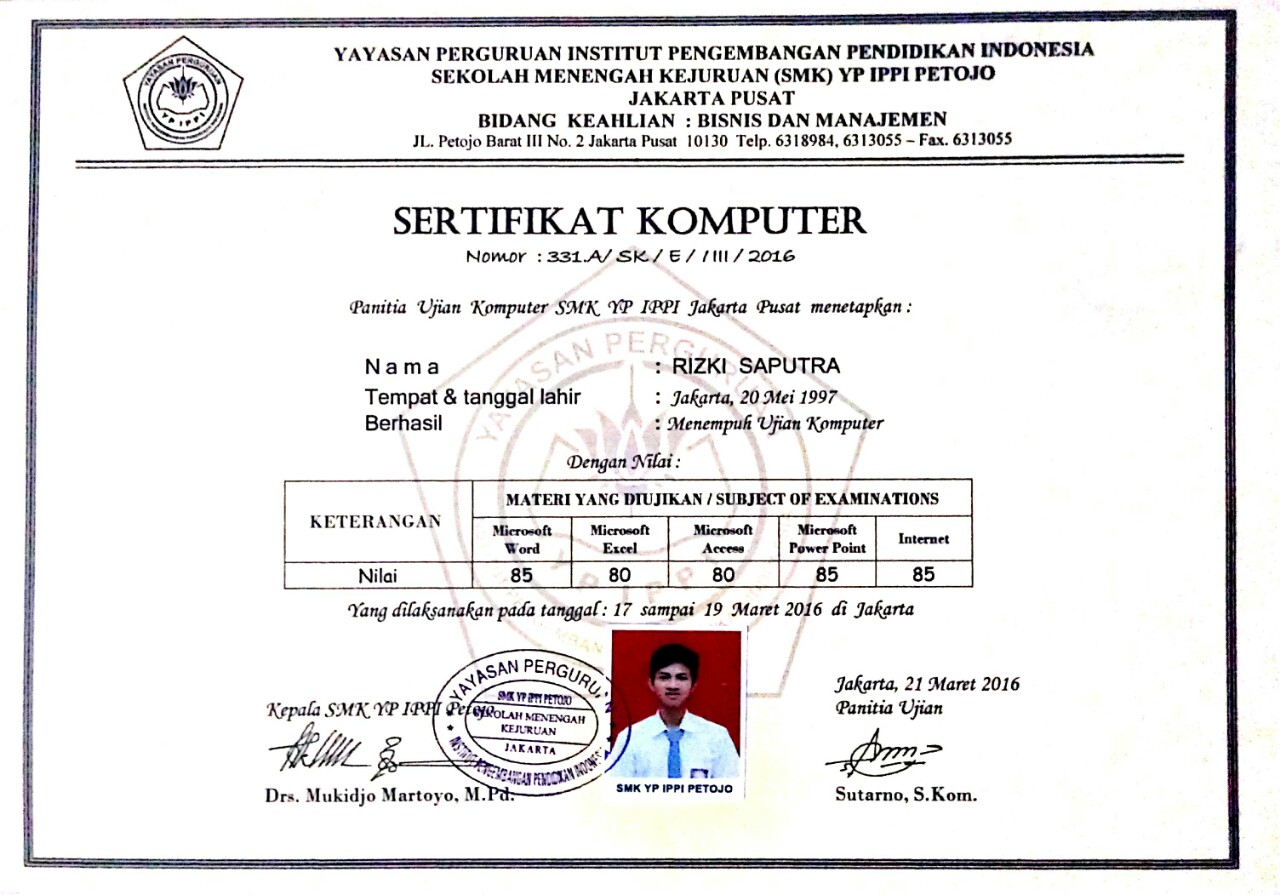 YAYASAN PERGURUAN INSTITUT PENGEMBANGAN PENDIDIKAN INDONESIA
SEKOLAH MENENGAH KEJURUAN (SMK) YP IPPI PETOJO
JAKARTA PUSAT
BIDANG KEAHLIAN : BISNIS DAN MANAJEMEN
JL. Petojo Barat III No. 2 Jakarta Pusat 10130 Telp. 6318984, 6313055 – Fax. 6313055
YAYASAN PERGURUAN
YP IPPI
SERTIFIKAT KOMPUTER
Nomor : 331.A/ SK / E / / III / 2016
Panitia Ujian Komputer SMK YP IPPI Jakarta Pusat menetapkan :
N a m a : RIZKI SAPUTRA
Tempat & tanggal lahir : Jakarta, 20 Mei 1997
Berhasil : Menempuh Ujian Komputer
Dengan Nilai :
KETERANGAN
MATERI YANG DIUJIKAN / SUBJECT OF EXAMINATIONS
Microsoft Word
Microsoft Excel
Microsoft Access
Microsoft Power Point
Internet
Nilai 85 80 80 85 85
Yang dilaksanakan pada tanggal : 17 sampai 19 Maret 2016 di Jakarta
Kepala SMK YP IPPI Petojo
Drs. Mukidjo Martoyo, M.Pd.
YAYASAN PERGURU
SMK YP IPPI PETOJO
SEKOLAH MENENGAH
KEJURUAN
JAKARTA
INSTITUT PENGEMBANGAN PENDIDIKAN INDONESIA
SMK YP IPPI PETOJO
Jakarta, 21 Maret 2016
Panitia Ujian
Sutarno, S.Kom.
YAYASAN PERGURUA
YP IPPI